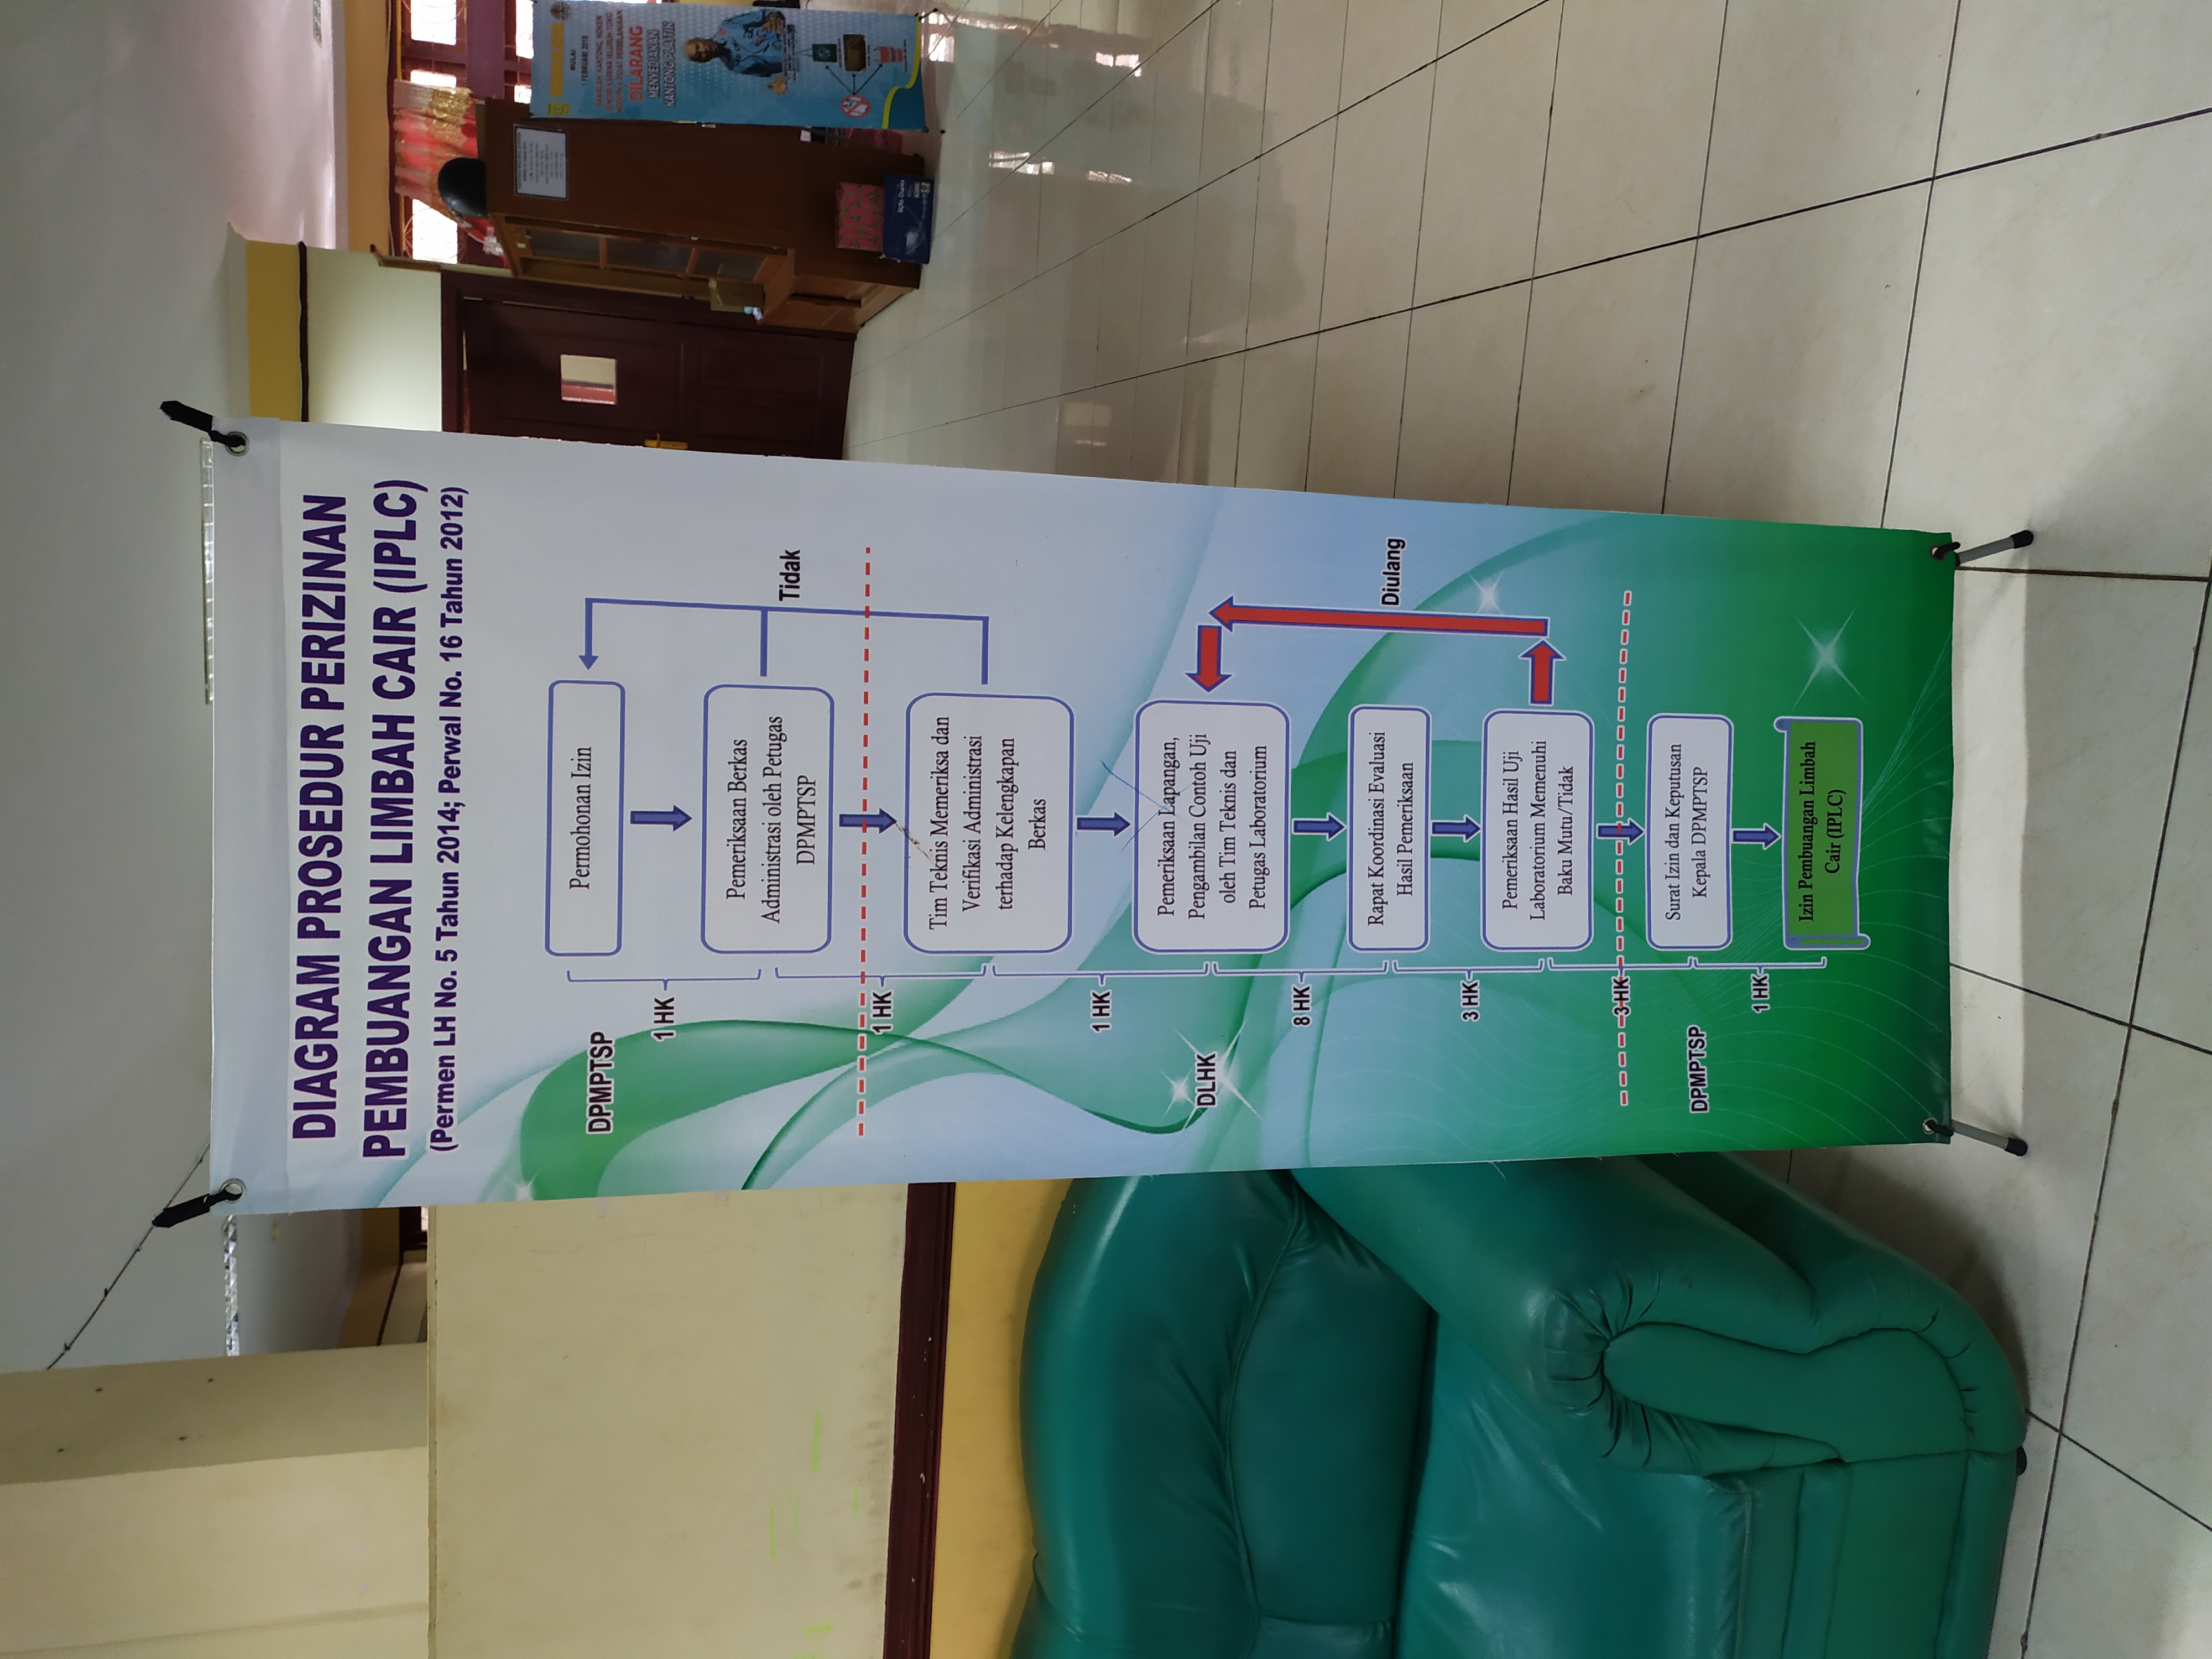 DIAGRAM PROSEDUR PERIZINAN
PEMBUANGAN LIMBAH CAIR (IPLC)
(Permen LH No. 5 Tahun 2014; Perwal No. 16 Tahun 2012)
DPMPTSP
Permohonan Izin
1 HK
Pemeriksaan Berkas
Administrasi oleh Petugas
DPMPTSP
Tidak
1 HK
Tim Teknis Memeriksa dan
Verifikasi Administrasi
terhadap Kelengkapan
Berkas
1 HK
DLHK
Pemeriksaan Lapangan,
Pengambilan Contoh Uji
oleh Tim Teknis dan
Petugas Laboratorium
8 HK
Rapat Koordinasi Evaluasi
Hasil Pemeriksaan
Diulang
3 HK
Pemeriksaan Hasil Uji
Laboratorium Memenuhi
Baku Mutu/Tidak
3 HK
DPMPTSP
Surat Izin dan Keputusan
Kepala DPMPTSP
1 HK
Izin Pembuangan Limbah
Cair (IPLC)
MULAI
1 FEBRUARI 2019
DILARANG
MENYEDIAKAN
KANTONG PLASTIK